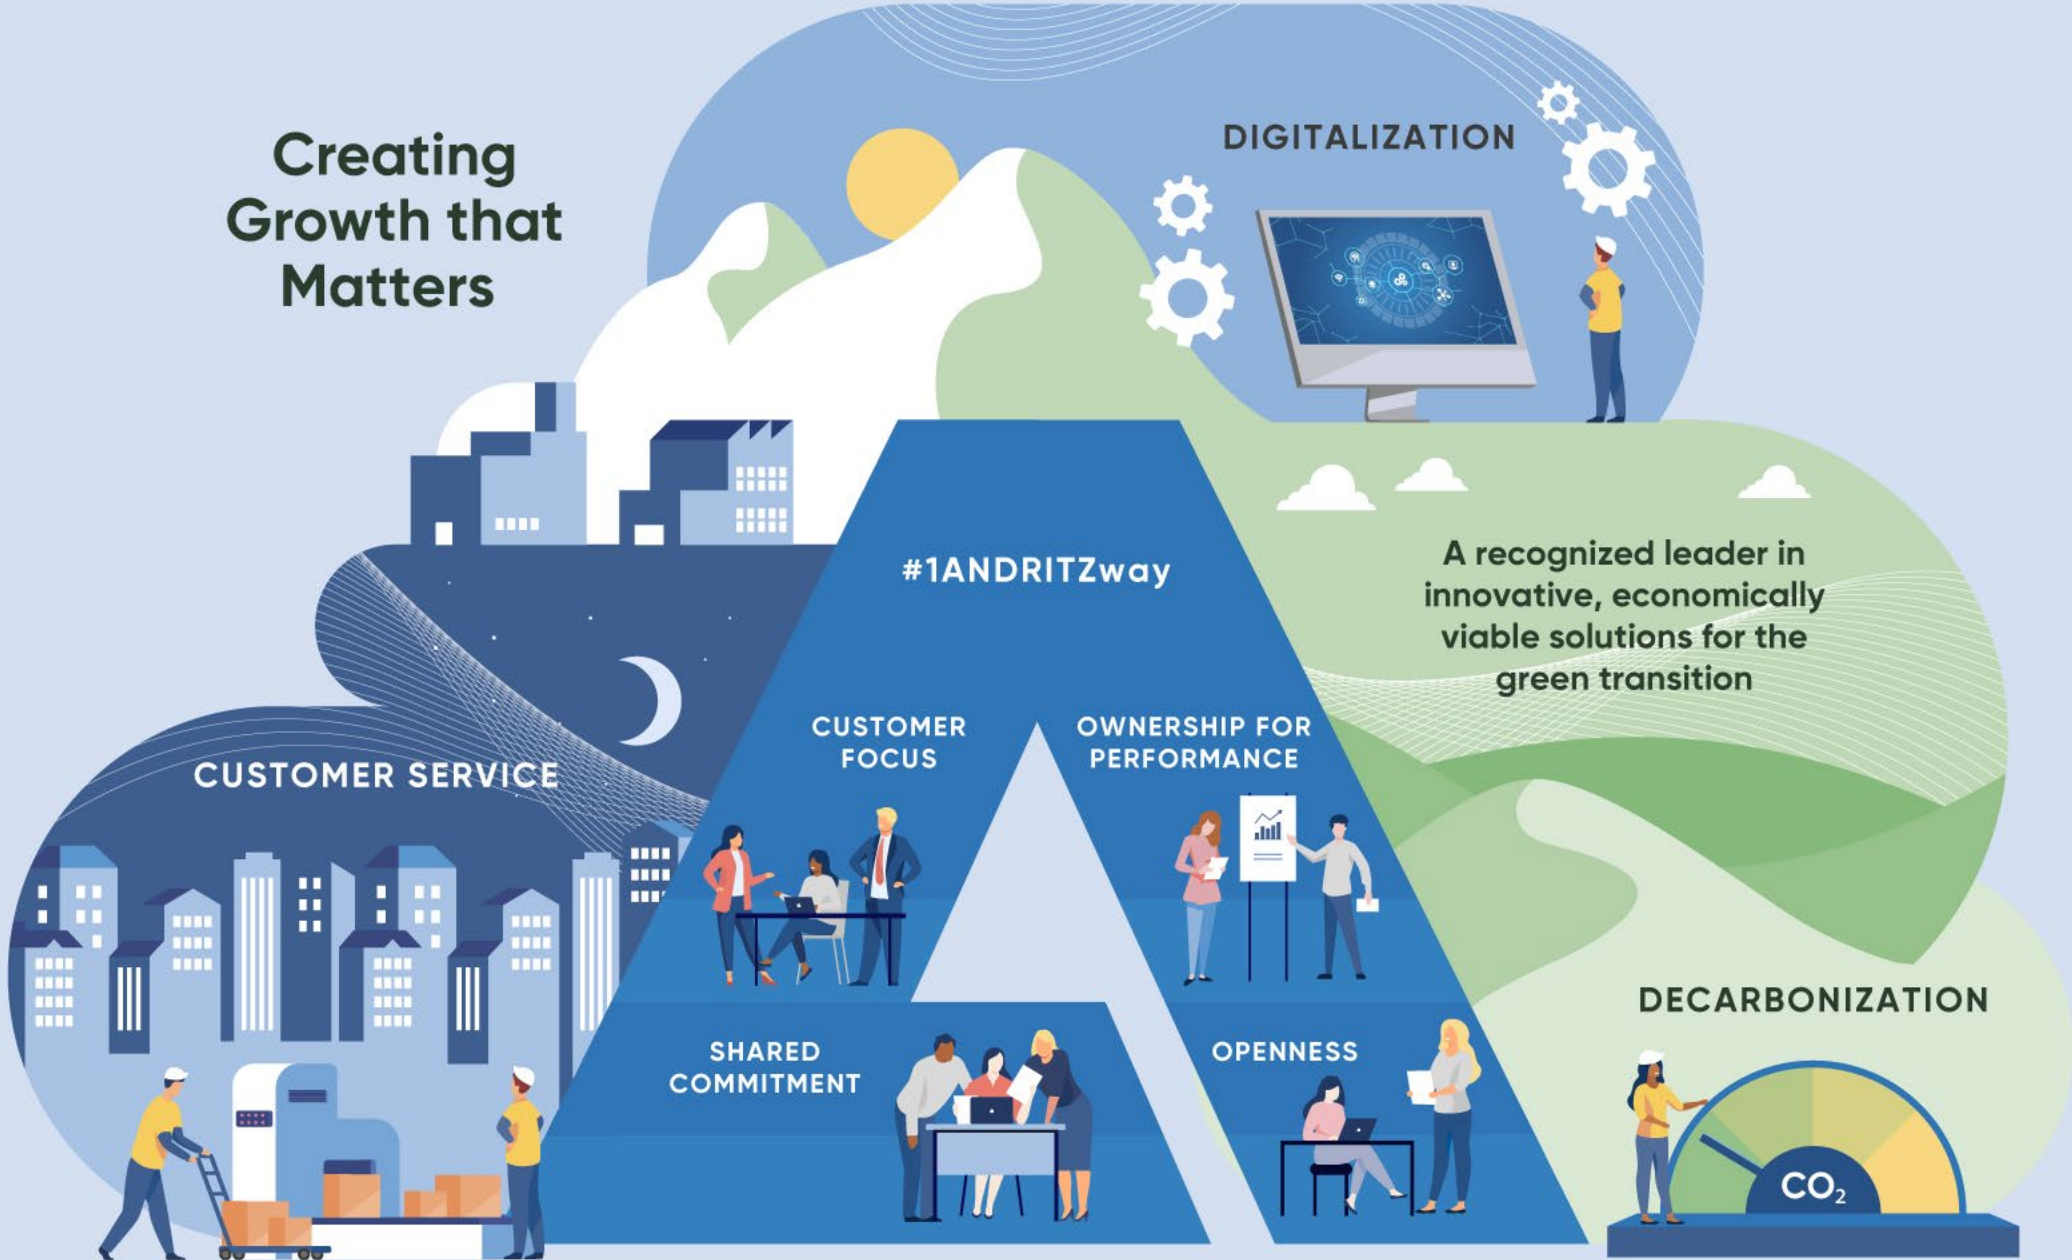 Creating
Growth that
Matters
DIGITALIZATION
#1ANDRITZway
A recognized leader in
innovative, economically
viable solutions for the
green transition
CUSTOMER
FOCUS
OWNERSHIP FOR
PERFORMANCE
CUSTOMER SERVICE
SHARED
COMMITMENT
OPENNESS
DECARBONIZATION
CO₂